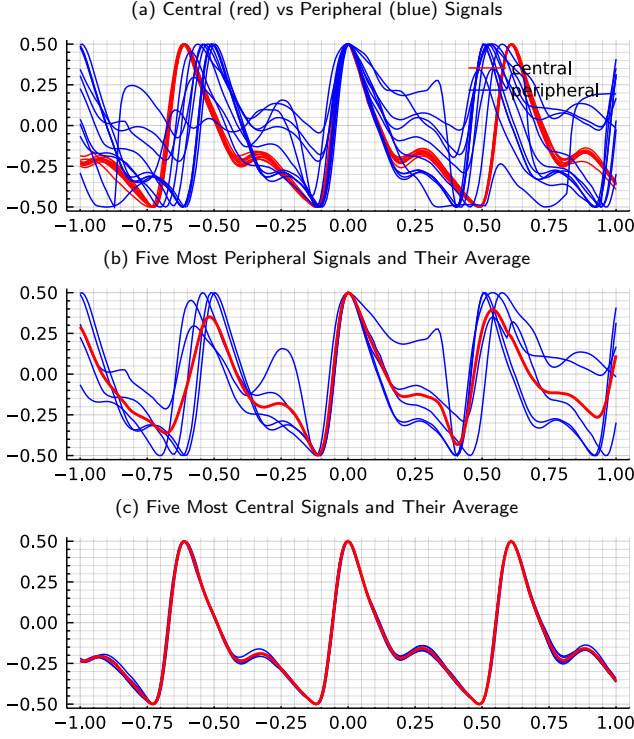 (a) Central (red) vs Peripheral (blue) Signals
0.50
0.25
0.00
−0.25
−0.50
central
peripheral
−1.00 −0.75 −0.50 −0.25 0.00 0.25 0.50 0.75 1.00
(b) Five Most Peripheral Signals and Their Average
0.50
0.25
0.00
−0.25
−0.50
−1.00 −0.75 −0.50 −0.25 0.00 0.25 0.50 0.75 1.00
(c) Five Most Central Signals and Their Average
0.50
0.25
0.00
−0.25
−0.50
−1.00 −0.75 −0.50 −0.25 0.00 0.25 0.50 0.75 1.00